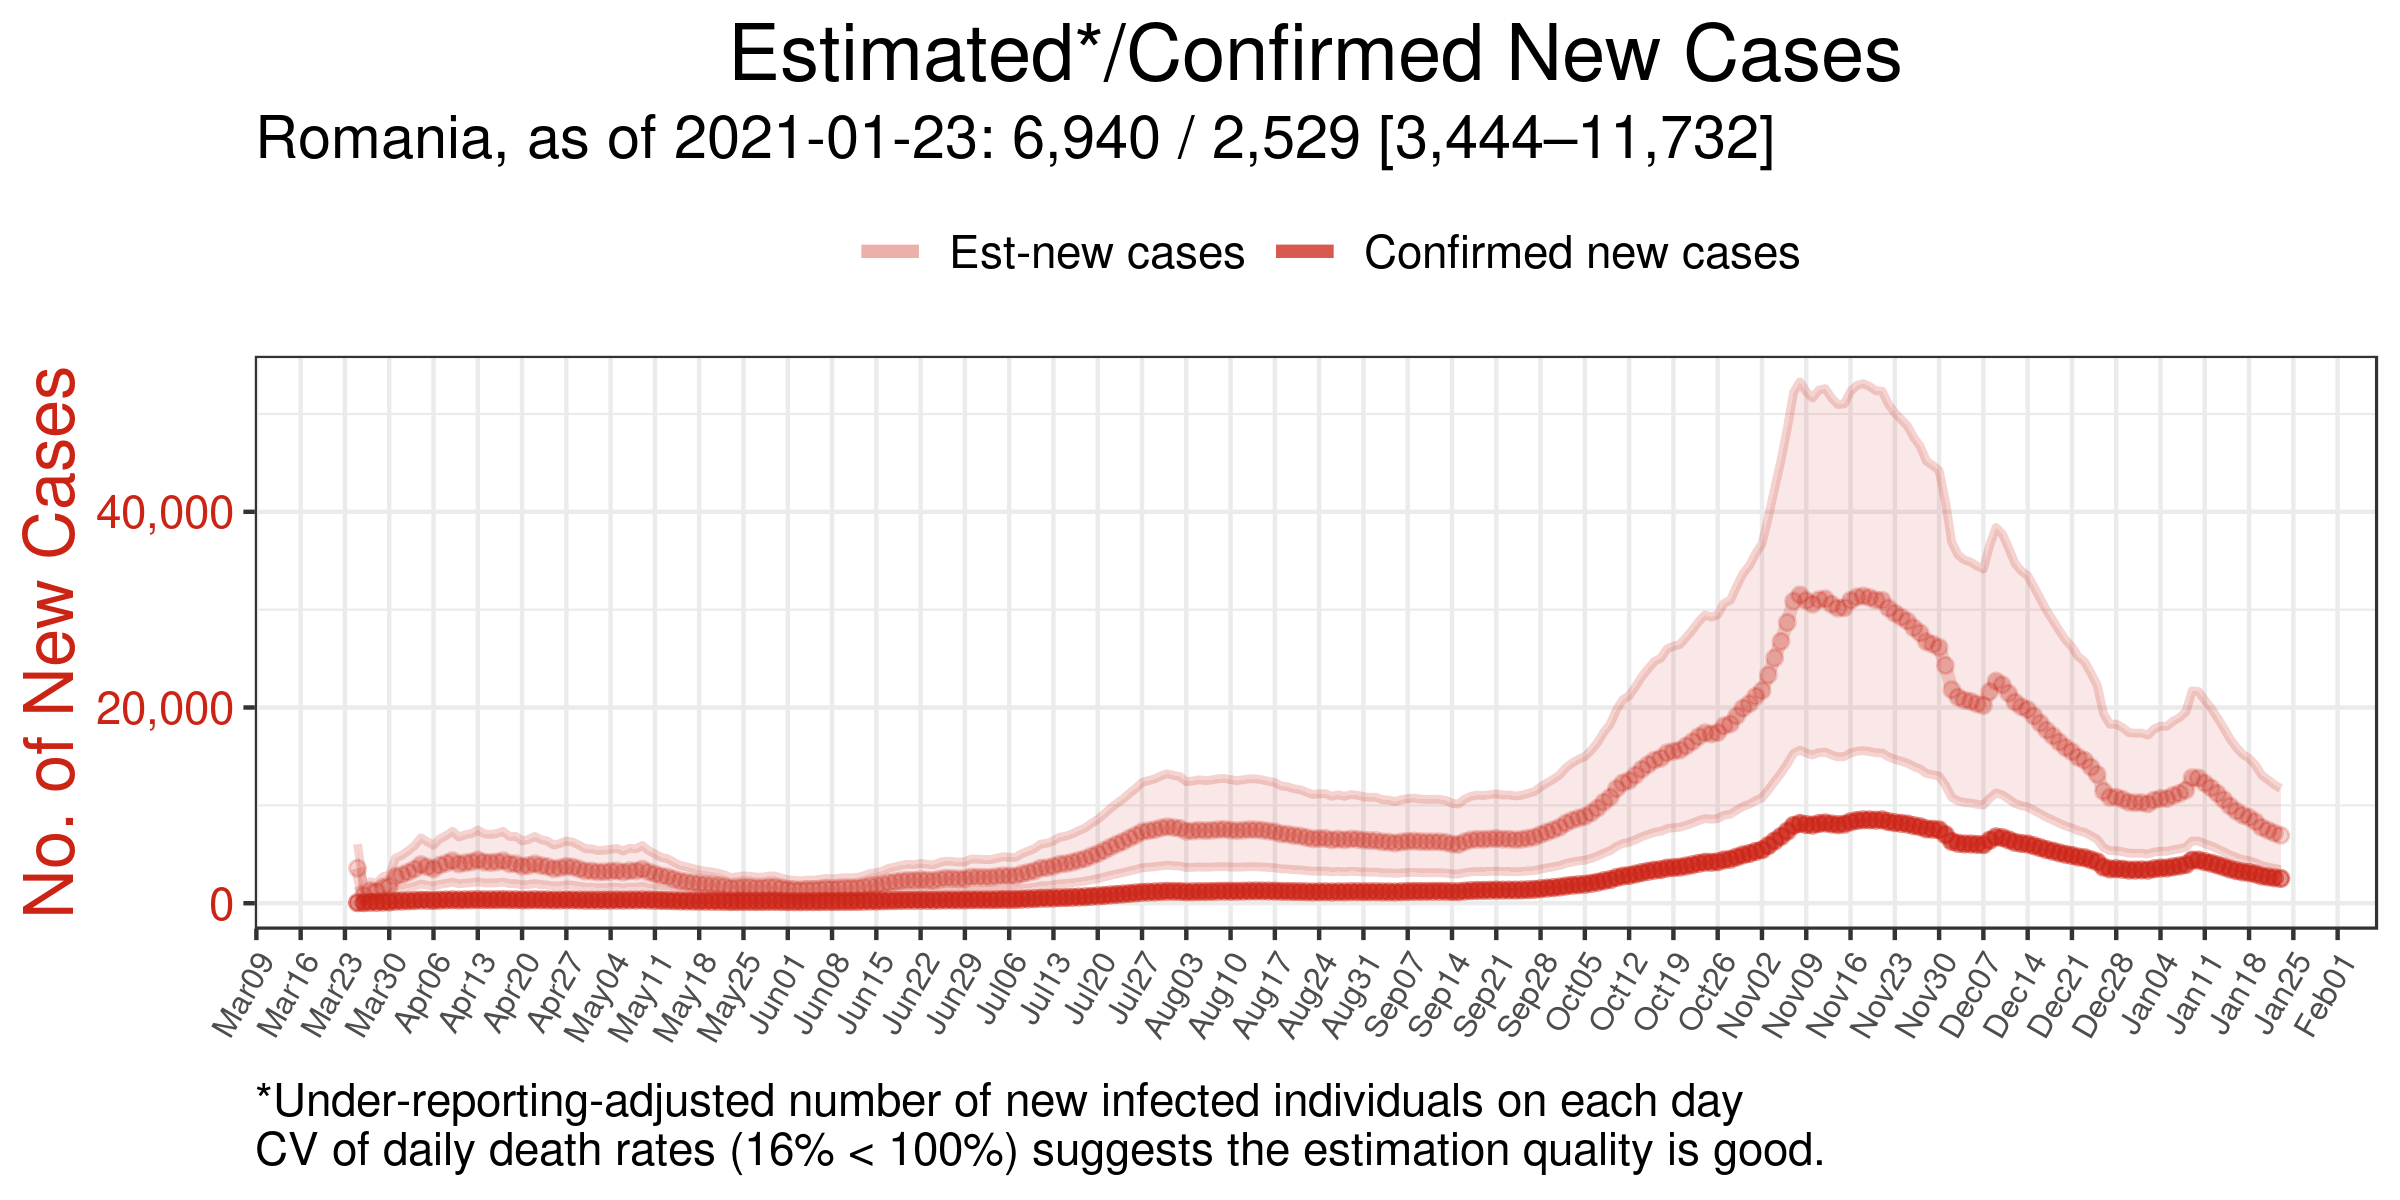 Estimated*/Confirmed New Cases
Romania, as of 2021-01-23: 6,940 / 2,529 [3,444–11,732]
Est-new cases
Confirmed new cases
No. of New Cases
40,000
20,000
0
Mar09
Mar16
Mar23
Mar30
Apr06
Apr13
Apr20
Apr27
May04
May11
May18
May25
Jun01
Jun08
Jun15
Jun22
Jun29
Jul06
Jul13
Jul20
Jul27
Aug03
Aug10
Aug17
Aug24
Aug31
Sep07
Sep14
Sep21
Sep28
Oct05
Oct12
Oct19
Oct26
Nov02
Nov09
Nov16
Nov23
Nov30
Dec07
Dec14
Dec21
Dec28
Jan04
Jan11
Jan18
Jan25
Feb01
*Under-reporting-adjusted number of new infected individuals on each day
CV of daily death rates (16% < 100%) suggests the estimation quality is good.